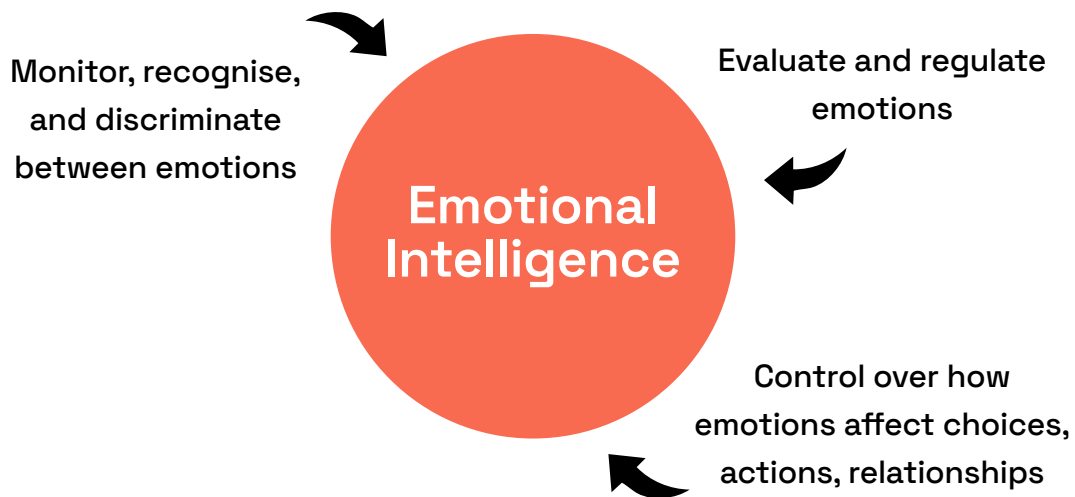 Monitor, recognise,
and discriminate
between emotions
Evaluate and regulate
emotions
Emotional
Intelligence
Control over how
emotions affect choices,
actions, relationships